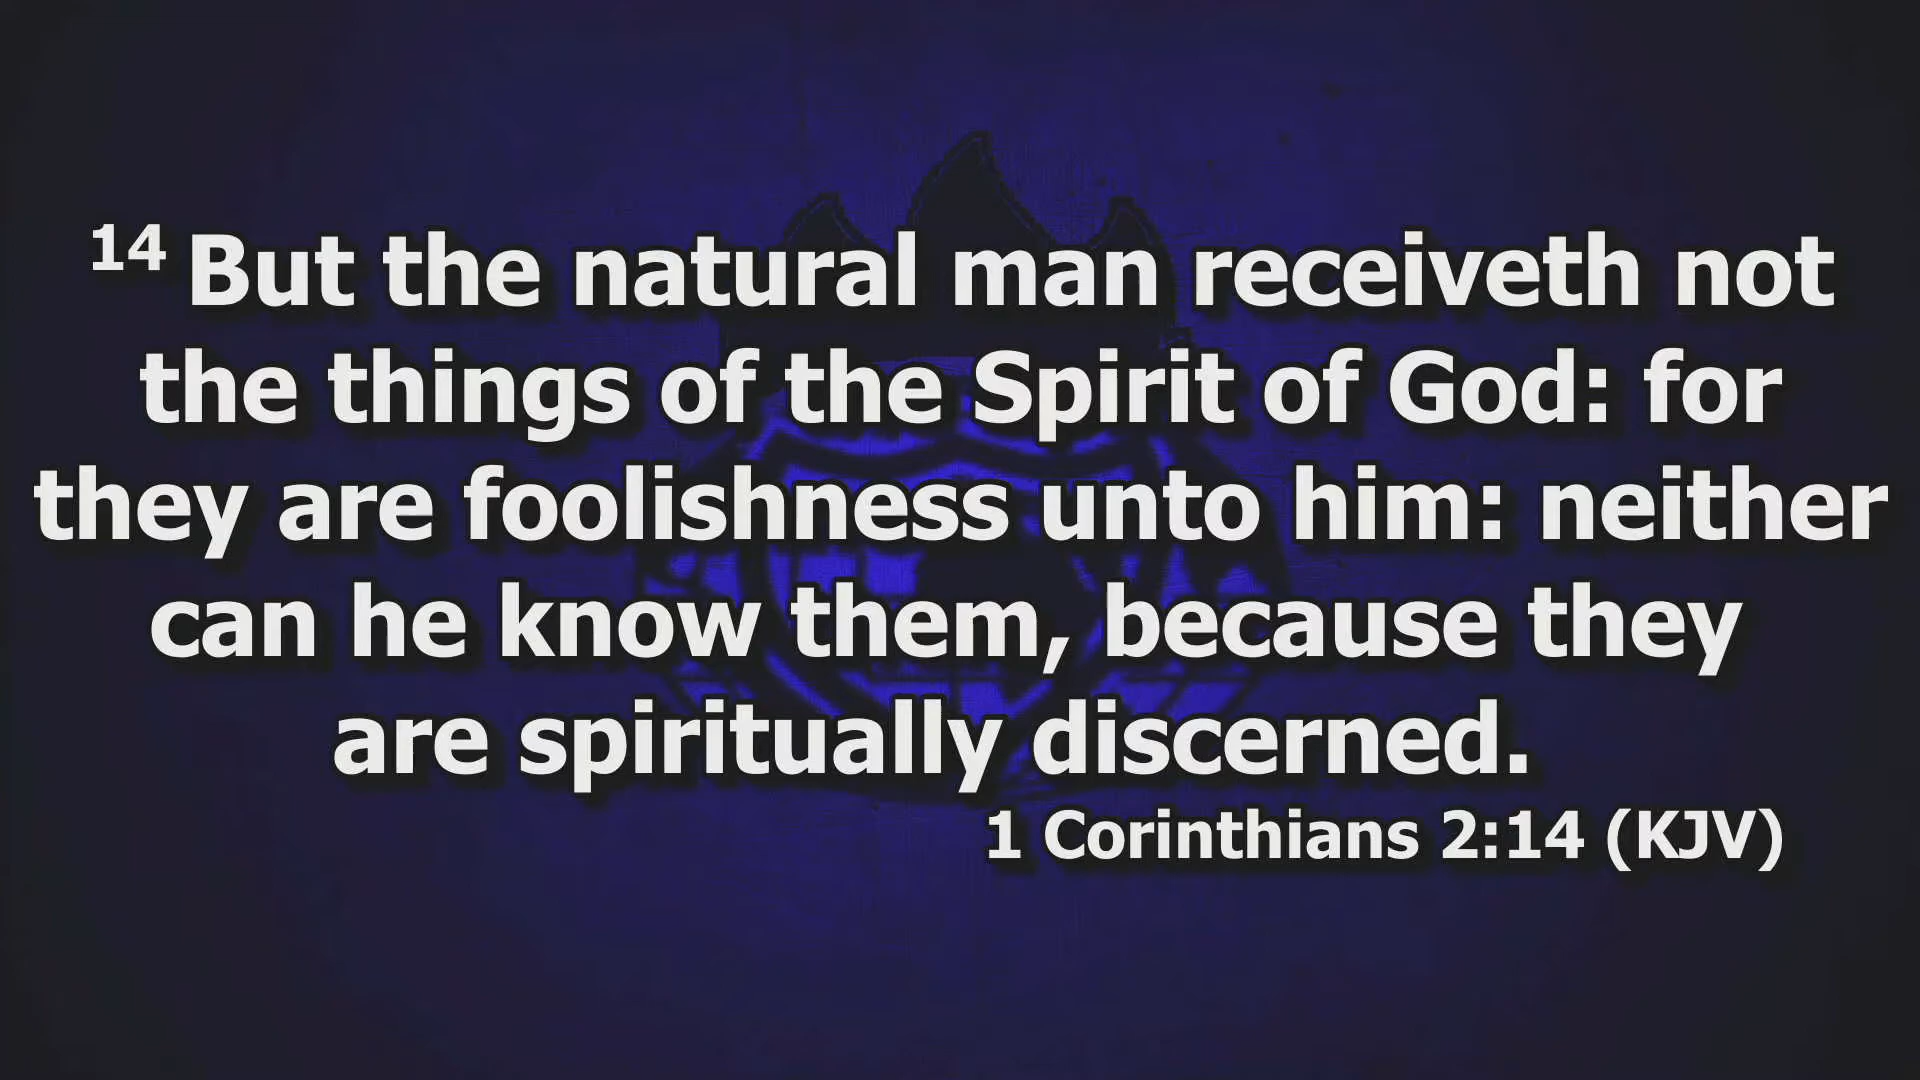 14 But the natural man receiveth not
the things of the Spirit of God: for
they are foolishness unto him: neither
can he know them, because they
are spiritually discerned.
1 Corinthians 2:14 (KJV)